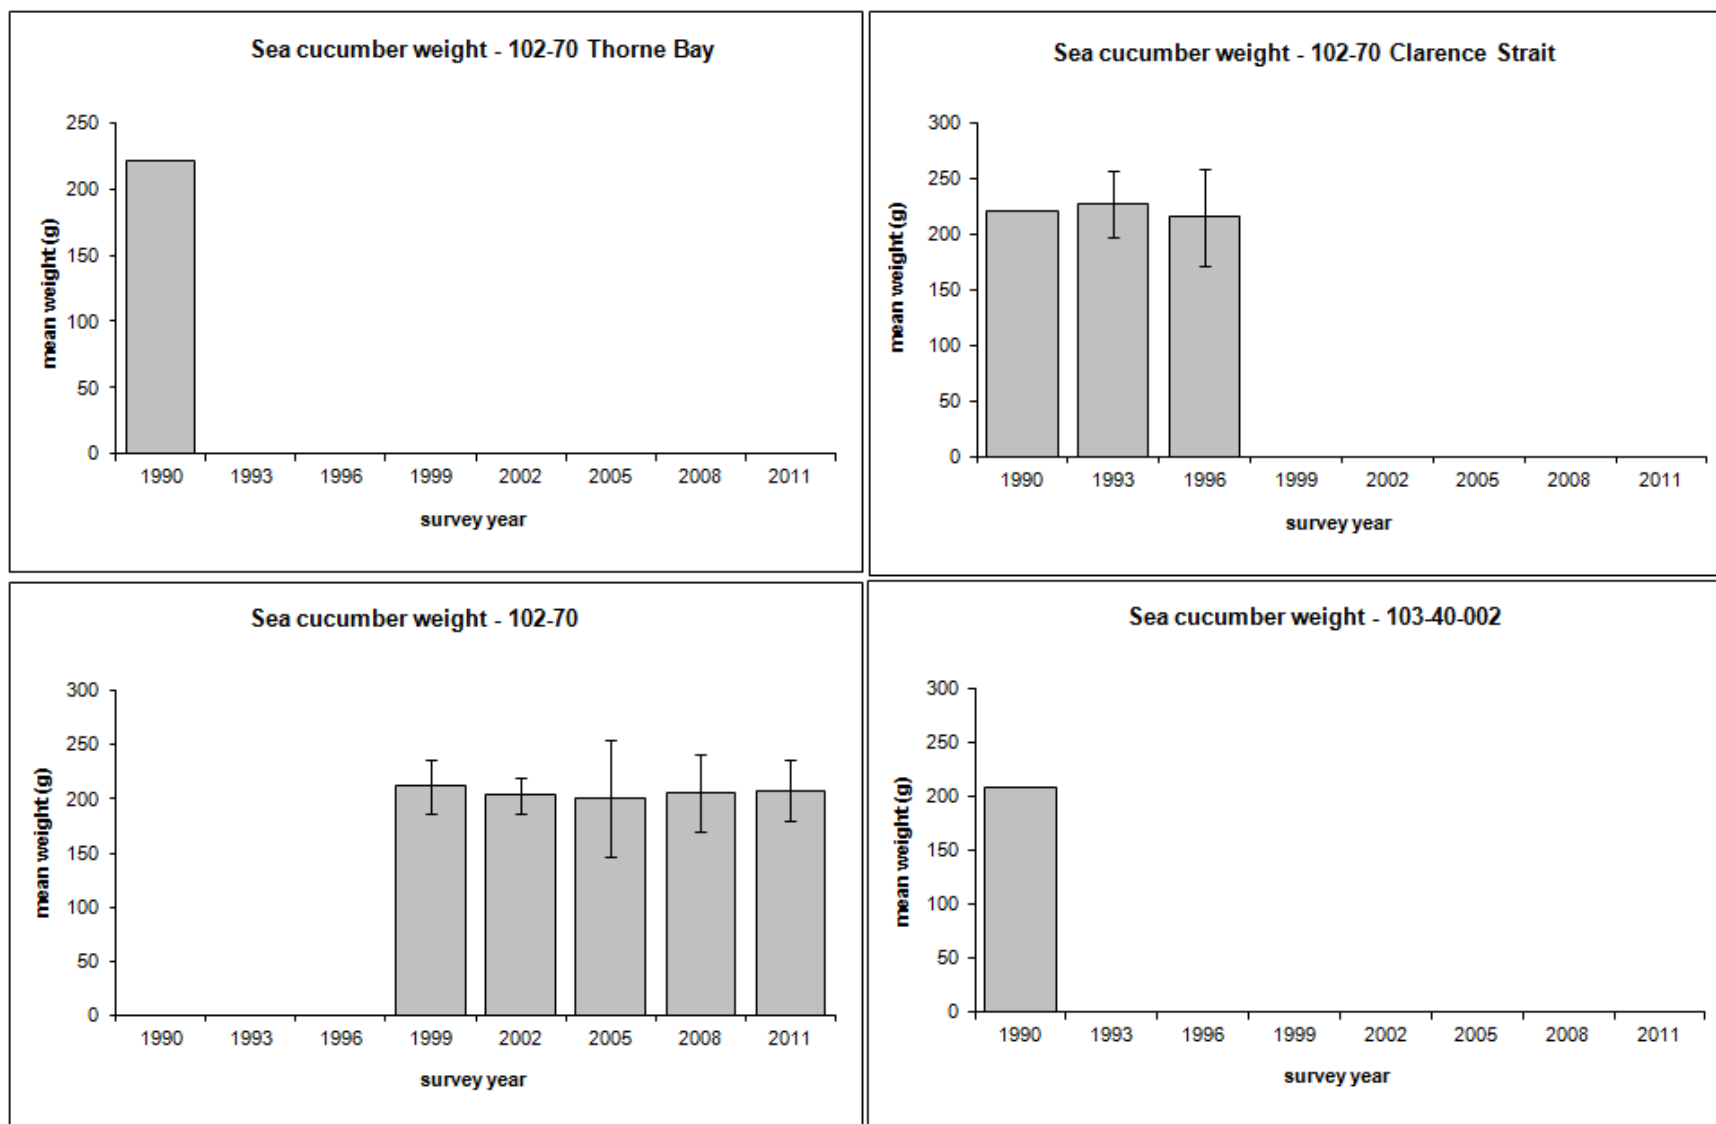 Sea cucumber weight - 102-70 Thorne Bay
250
200
150
100
50
0
mean weight (g)
1990 1993 1996 1999 2002 2005 2008 2011
survey year
Sea cucumber weight - 102-70 Clarence Strait
300
250
200
150
100
50
0
mean weight (g)
1990 1993 1996 1999 2002 2005 2008 2011
survey year
Sea cucumber weight - 102-70
300
250
200
150
100
50
0
mean weight (g)
1990 1993 1996 1999 2002 2005 2008 2011
survey year
Sea cucumber weight - 103-40-002
300
250
200
150
100
50
0
mean weight (g)
1990 1993 1996 1999 2002 2005 2008 2011
survey year